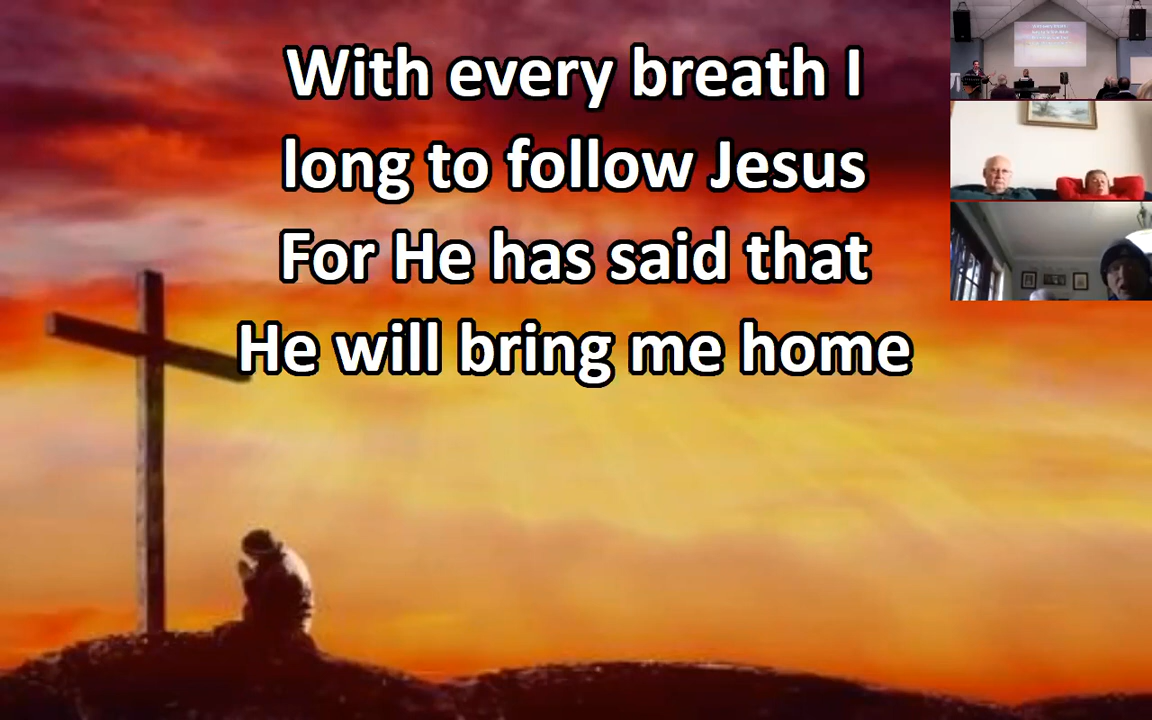 With every breath I
long to follow Jesus
For He has said that
He will bring me home